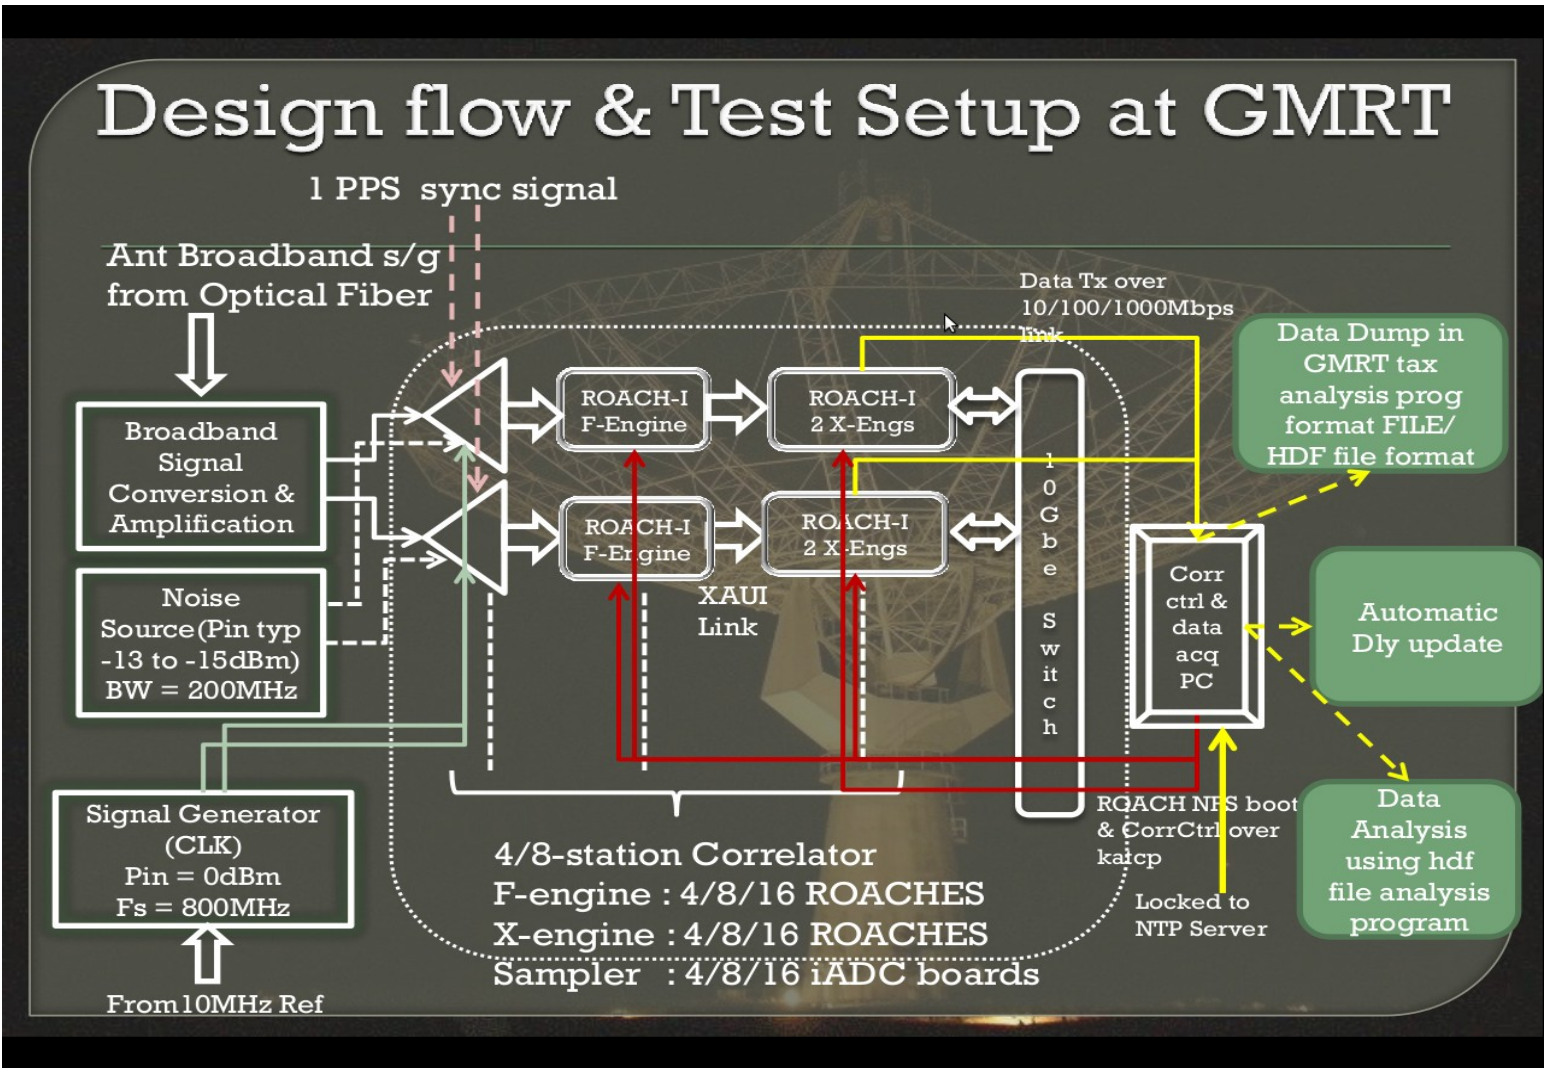 Design flow & Test Setup at GMRT
1 PPS sync signal
Ant Broadband s/g
from Optical Fiber
Data Tx over
10/100/1000Mbps
link
Data Dump in
GMRT tax
analysis prog
format FILE/
HDF file format
Broadband
Signal
Conversion &
Amplification
ROACH-I
F-Engine
ROACH-I
2 X-Engs
ROACH-I
F-Engine
ROACH-I
2 X-Engs
XAUI
Link
10Gbe Switch
Noise
Source(Pin typ
-13 to -15dBm)
BW = 200MHz
Corr
ctrl &
data
acq
PC
Automatic
Dly update
Signal Generator
(CLK)
Pin = 0dBm
Fs = 800MHz
From10MHz Ref
ROACH NFS boot
& CorrCtrl over
katcp
Locked to
NTP Server
Data
Analysis
using hdf
file analysis
program
4/8-station Correlator
F-engine : 4/8/16 ROACHES
X-engine : 4/8/16 ROACHES
Sampler : 4/8/16 iADC boards